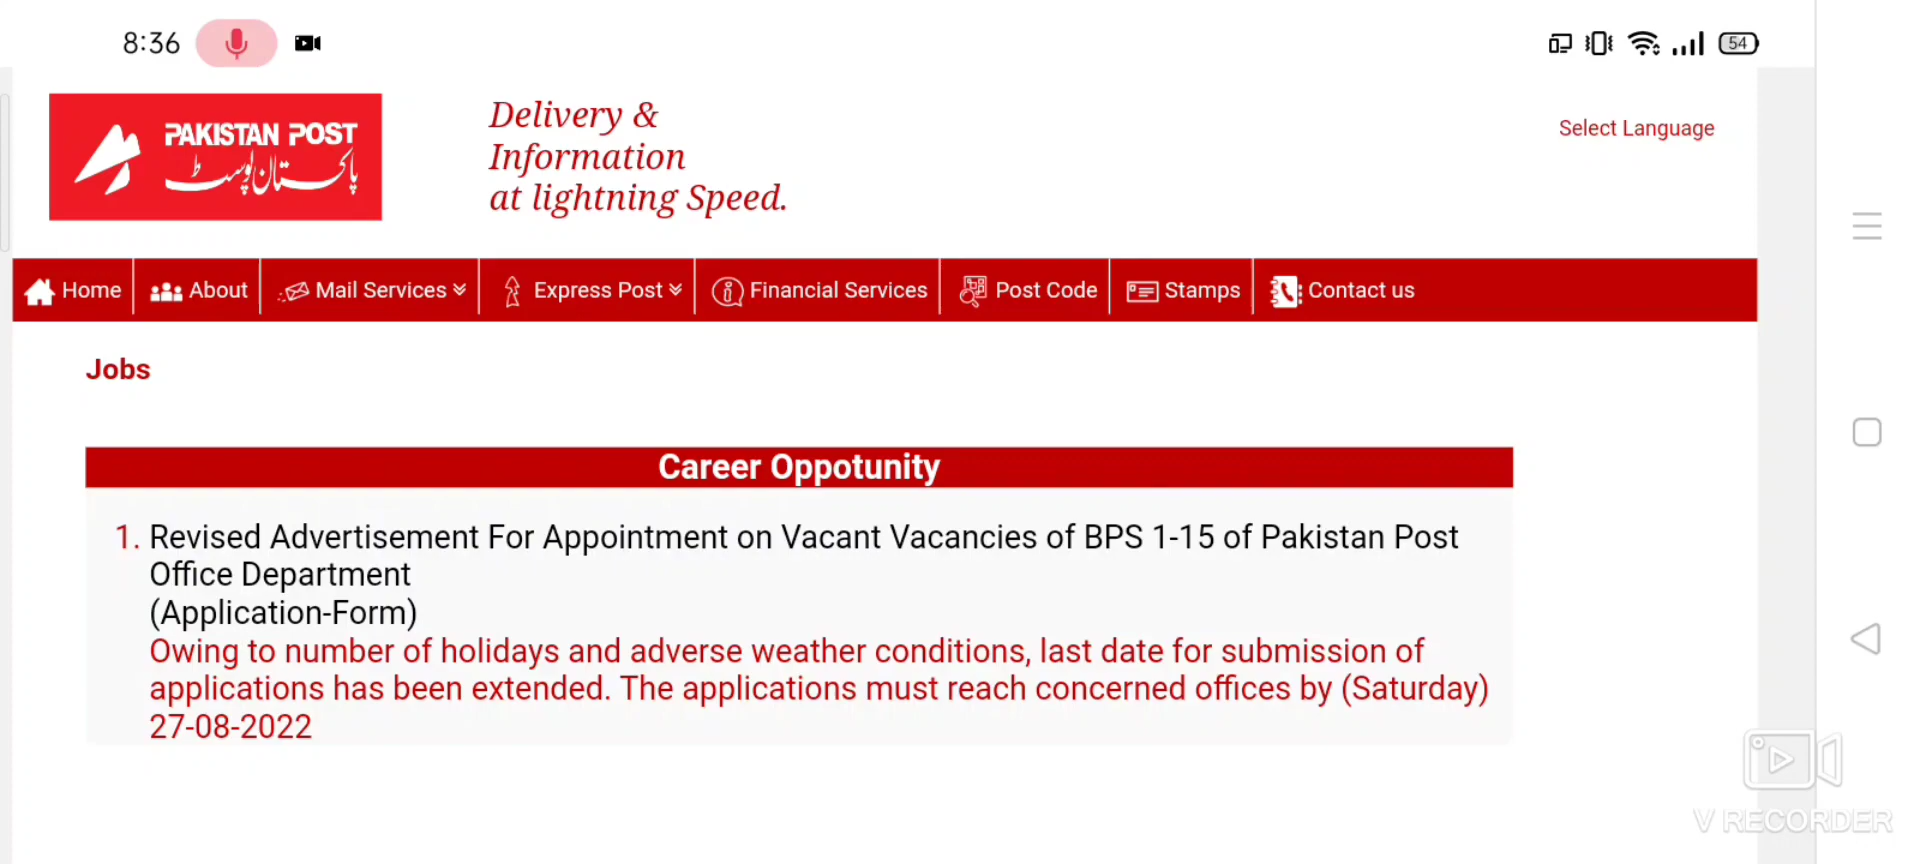 8:36
54
PAKISTAN POST
پاکستان پوسٹ
Delivery &
Information
at lightning Speed.
Select Language
Home About Mail Services Express Post Financial Services Post Code Stamps Contact us
Jobs
Career Oppotunity
1. Revised Advertisement For Appointment on Vacant Vacancies of BPS 1-15 of Pakistan Post
Office Department
(Application-Form)
Owing to number of holidays and adverse weather conditions, last date for submission of
applications has been extended. The applications must reach concerned offices by (Saturday)
27-08-2022
V RECORDER